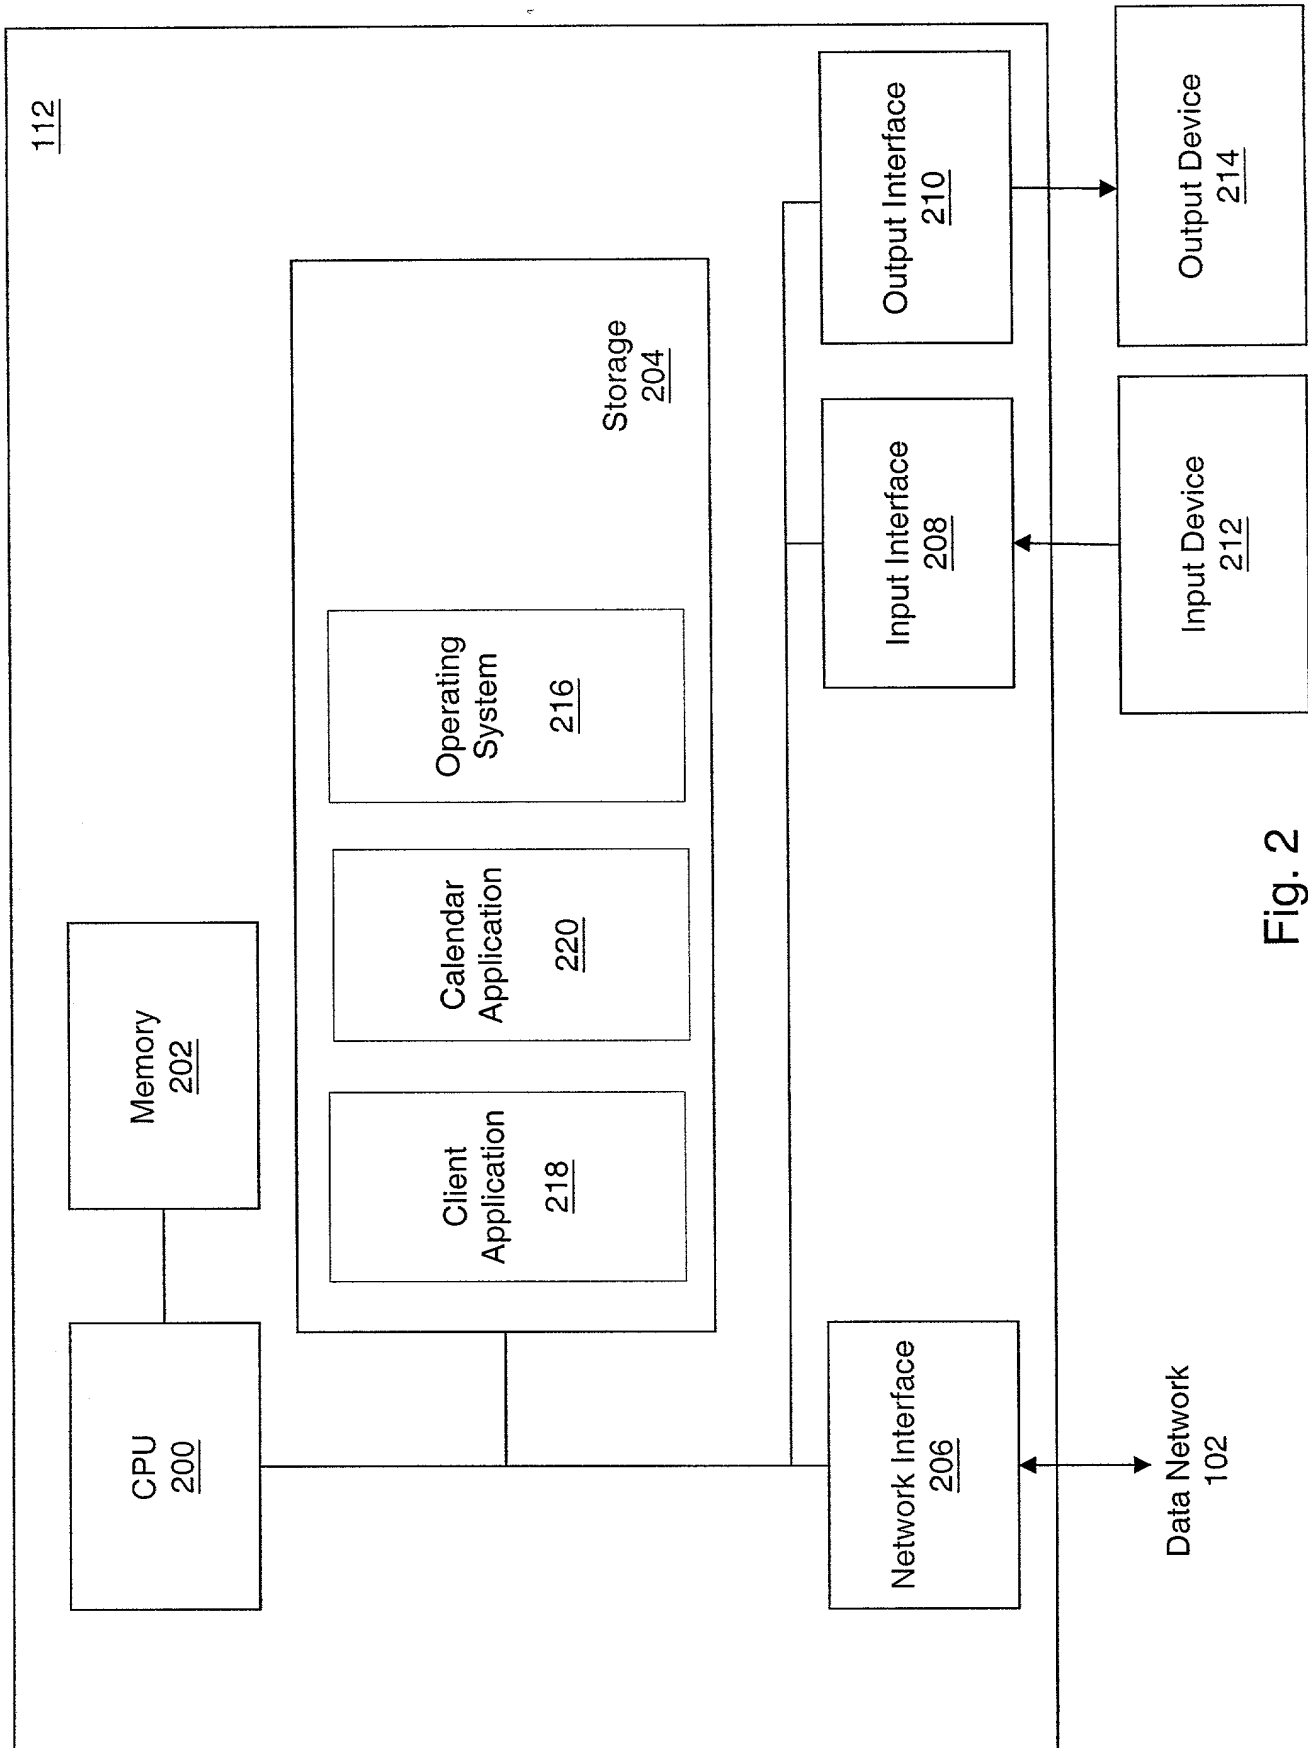 112
CPU
200
Memory
202
Client
Application
218
Calendar
Application
220
Operating
System
216
Storage
204
Network Interface
206
Input Interface
208
Output Interface
210
Data Network
102
Input Device
212
Output Device
214
Fig. 2